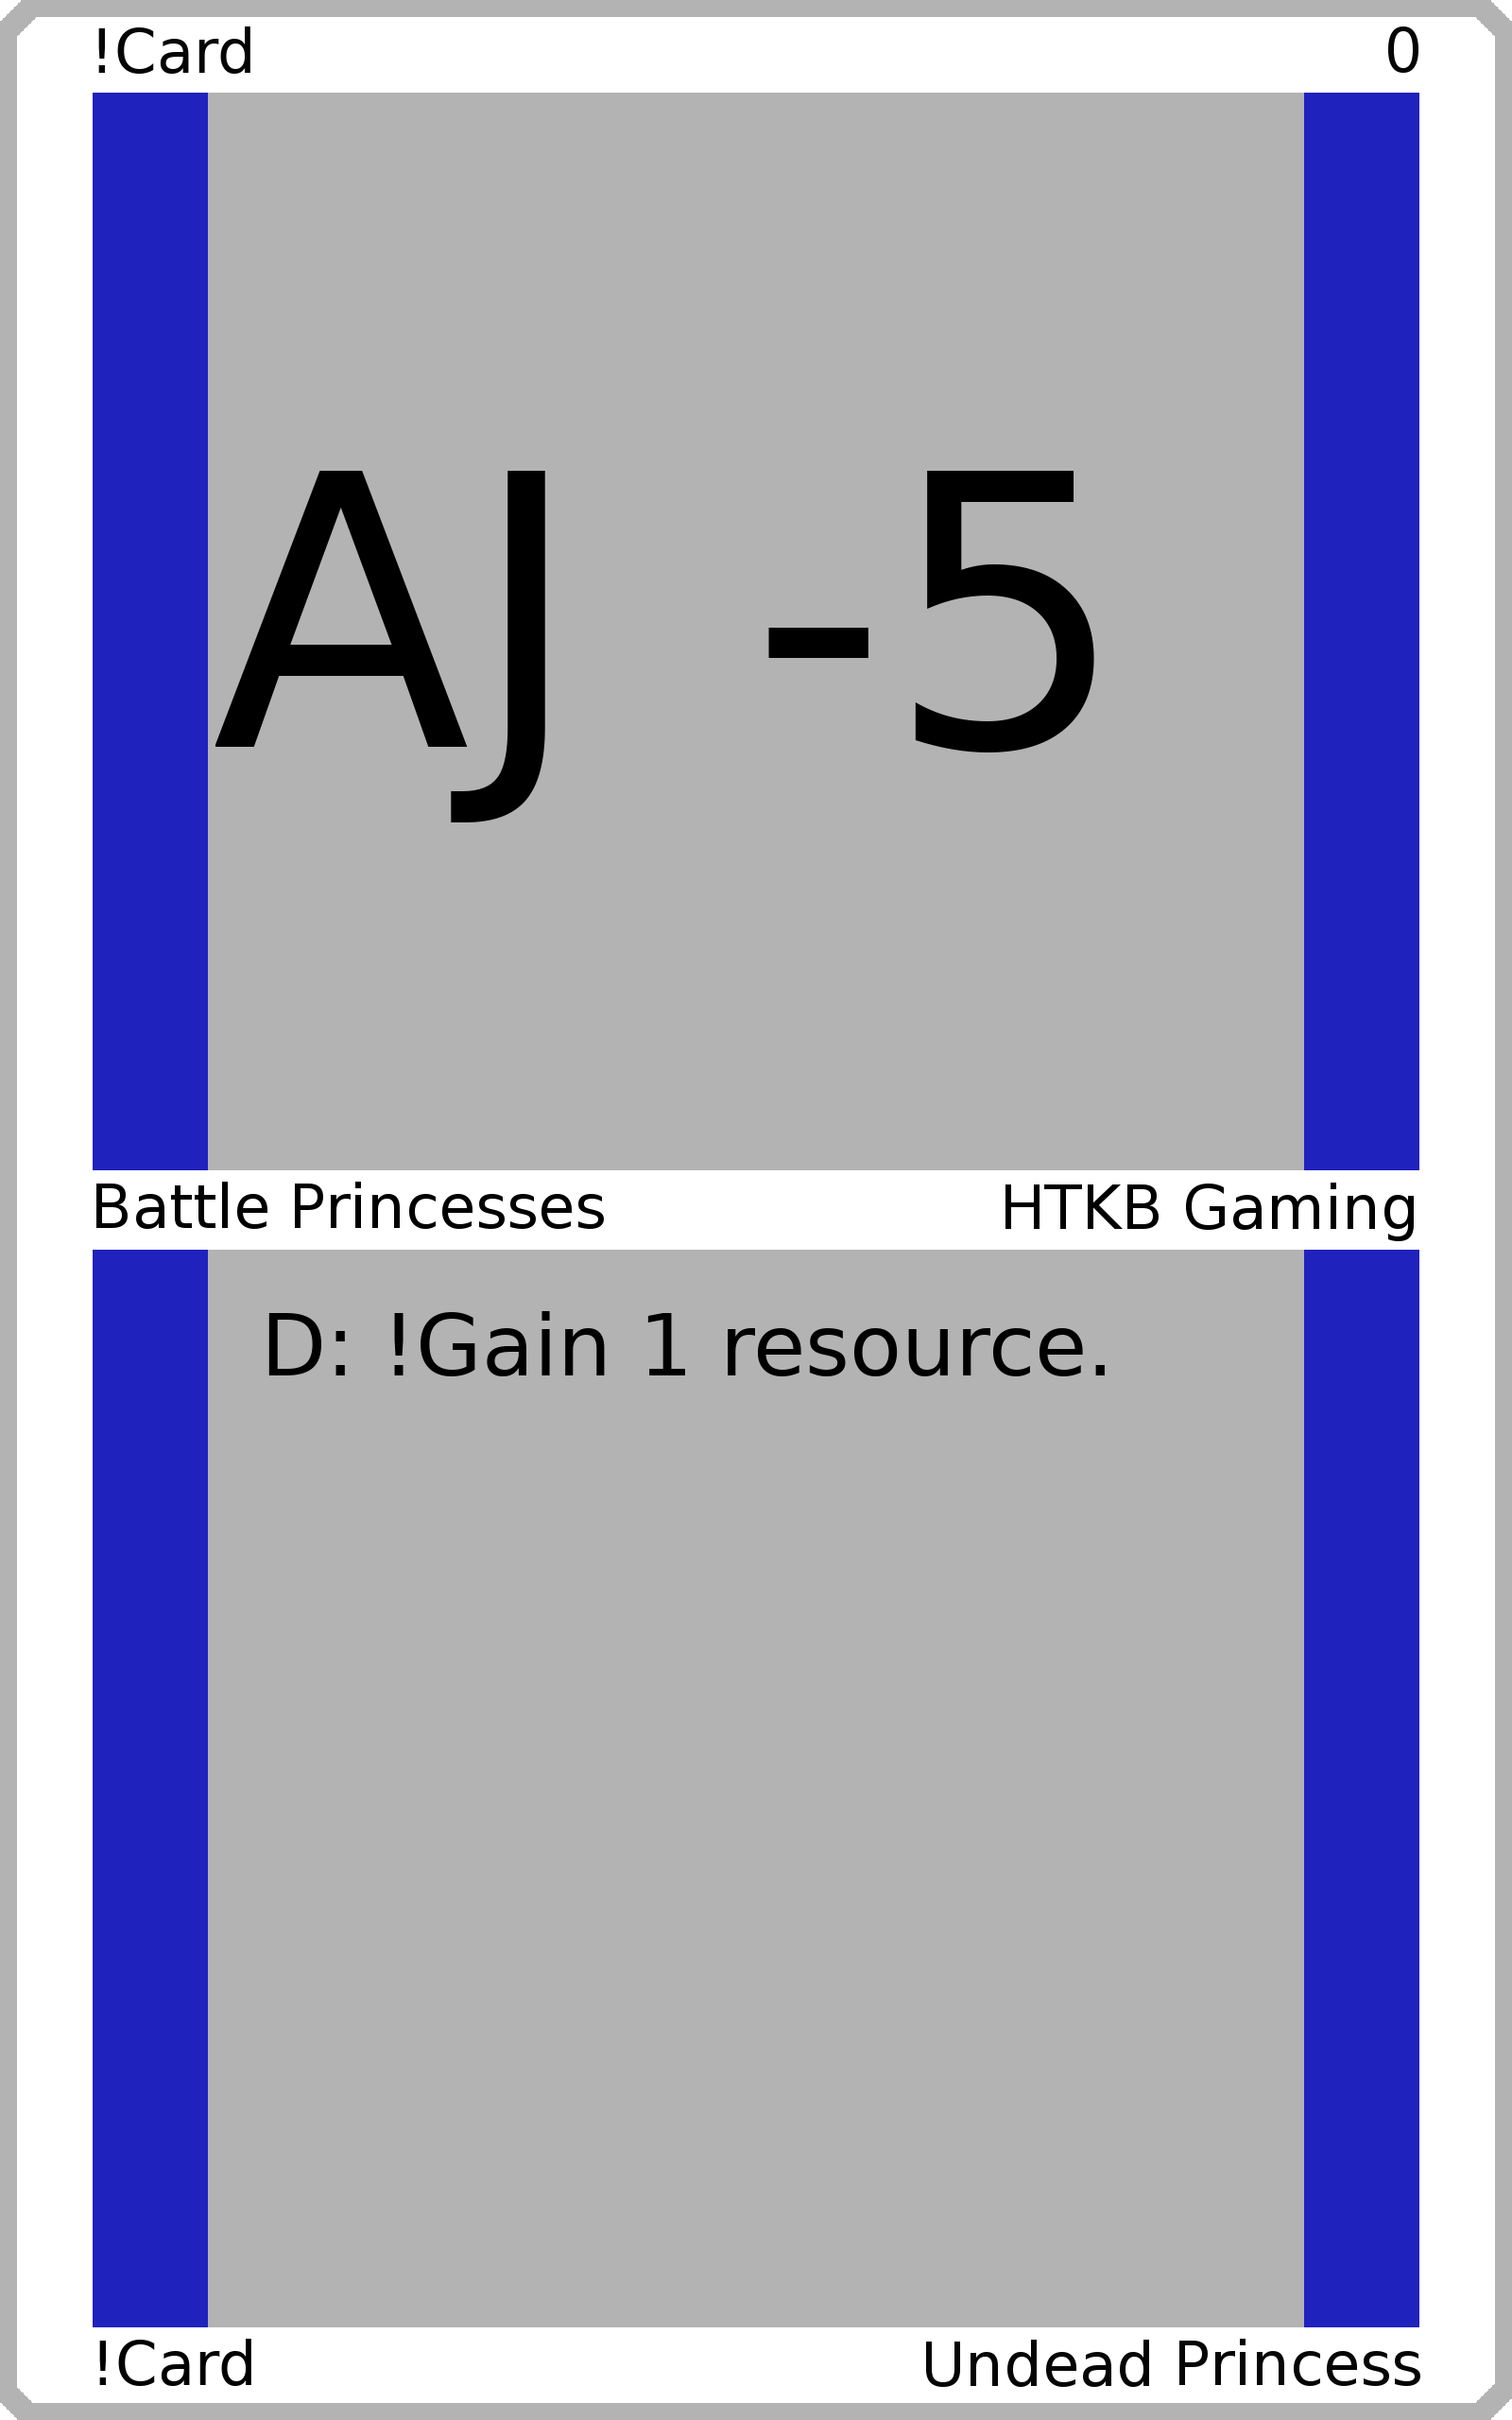 !Card 0
AJ -5
Battle Princesses HTKB Gaming
D: !Gain 1 resource.
!Card Undead Princess